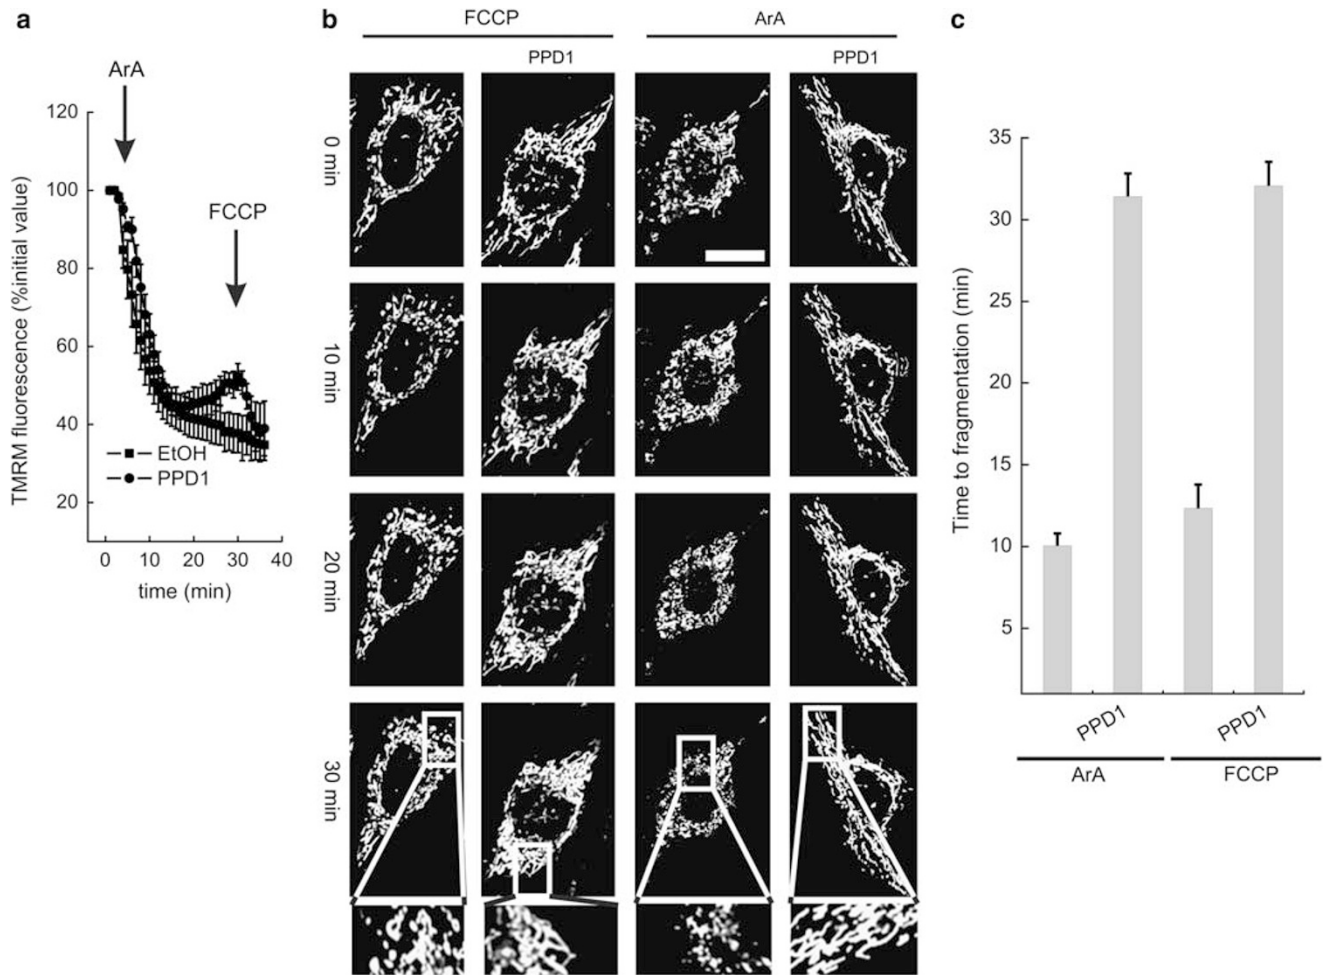 a
ArA
FCCP
120
100
80
60
40
20
0 10 20 30 40
TMRM fluorescence (%initial value)
time (min)
EtOH
PPD1
b
FCCP ArA
PPD1 PPD1
0 min
10 min
20 min
30 min
c
35
30
25
20
15
10
5
Time to fragmentation (min)
PPD1 PPD1
ArA FCCP